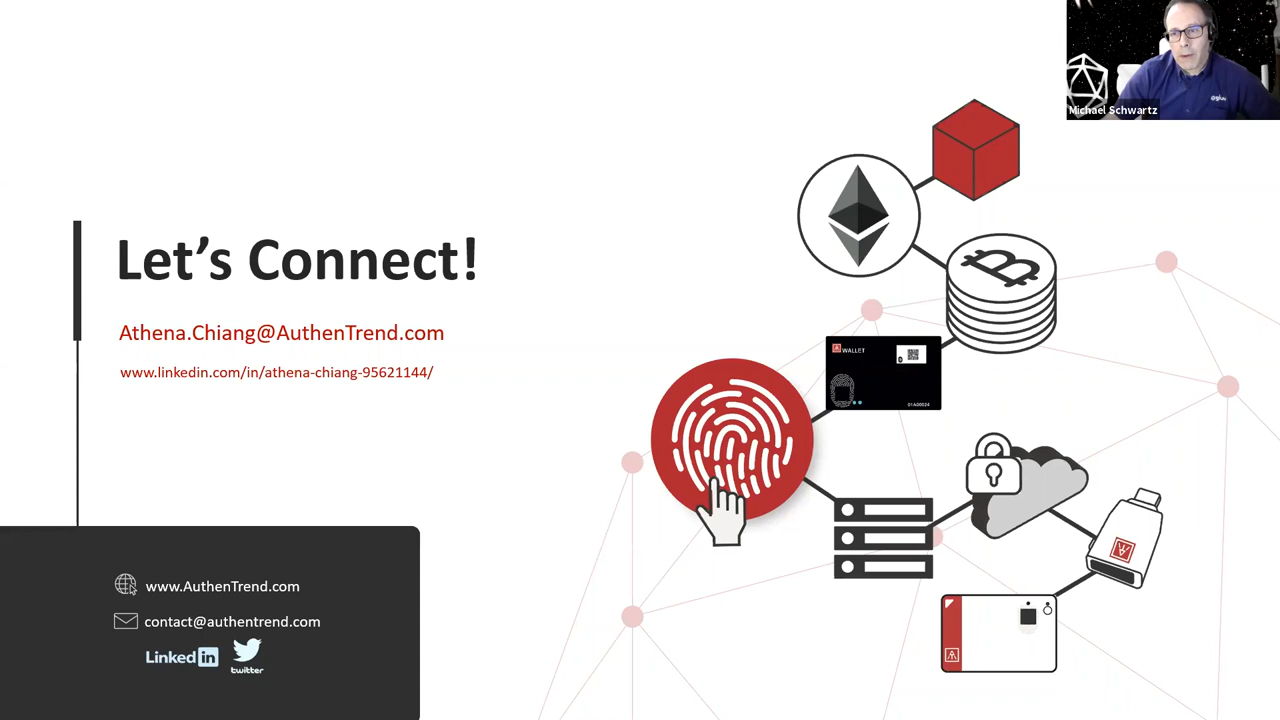 Michael Schwartz
Let's Connect!
Athena.Chiang@AuthenTrend.com
www.linkedin.com/in/athena-chiang-95621144/
WALLET
01A00024
www.AuthenTrend.com
contact@authentrend.com
Linked in
twitter